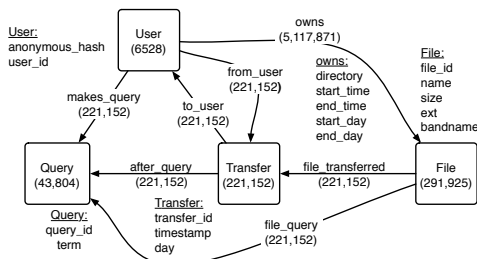 User:
anonymous_hash
user_id
User
(6528)
owns
(5,117,871)
from_user
(221,152)
to_user
(221,152)
makes_query
(221,152)
owns:
directory
start_time
end_time
start_day
end_day
File:
file_id
name
size
ext
bandname
Query
(43,804)
after_query
(221,152)
Transfer
(221,152)
file_transferred
(221,152)
File
(291,925)
Query:
query_id
term
Transfer:
transfer_id
timestamp
day
file_query
(221,152)